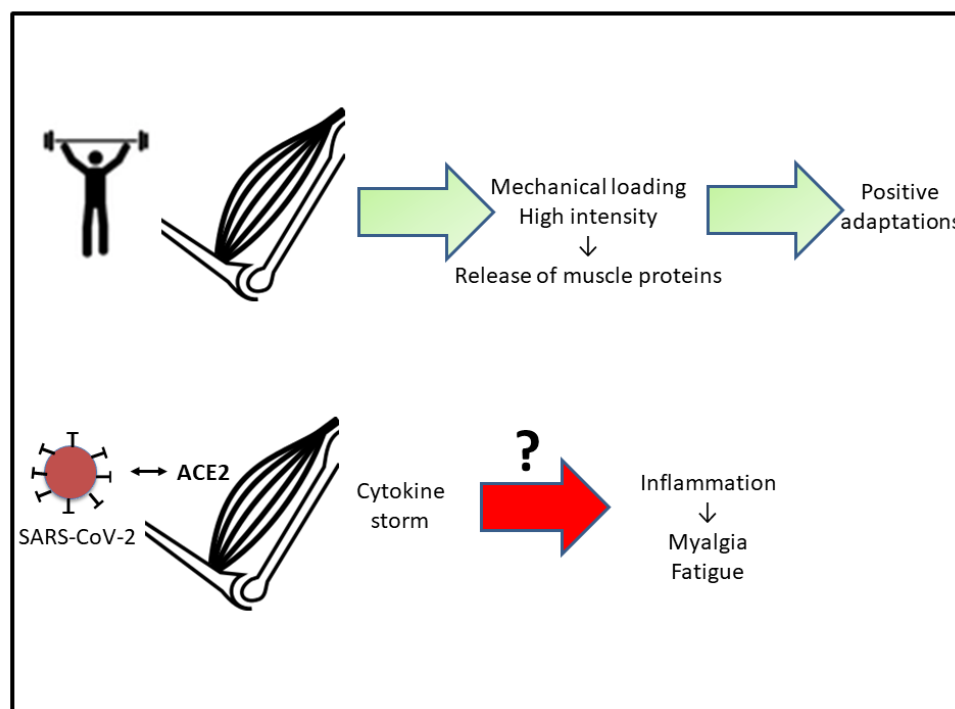 Mechanical loading
High intensity
↓
Release of muscle proteins
Positive
adaptations
SARS-CoV-2
ACE2
Cytokine
storm
?
Inflammation
↓
Myalgia
Fatigue